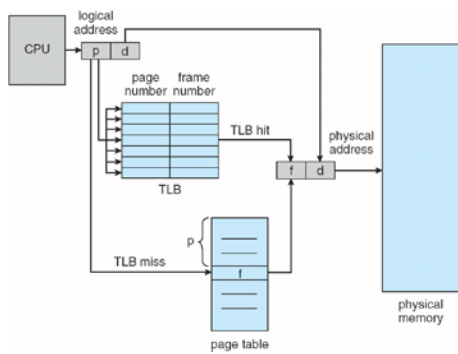 logical
address
CPU
p d
page
number
frame
number
TLB hit
physical
address
f d
TLB
p
TLB miss
f
physical
memory
page table